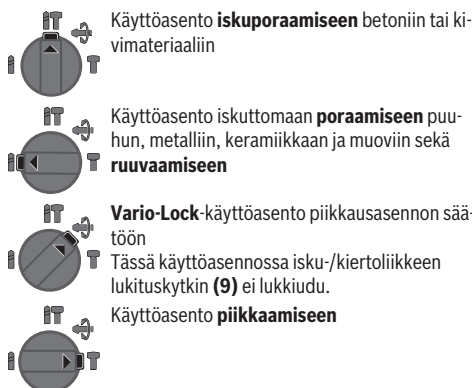 Käyttöasento iskuporaamiseen betoniin tai ki-
vimateriaaliin
Käyttöasento iskuttomaan poraamiseen puu-
hun, metalliin, keramiikkaan ja muoviin sekä
ruuvaamiseen
Vario-Lock-käyttöasento piikkausasennon sää-
töön
Tässä käyttöasennossa isku-/kiertoliikkeen
lukituskytkin (9) ei lukkiudu.
Käyttöasento piikkaamiseen